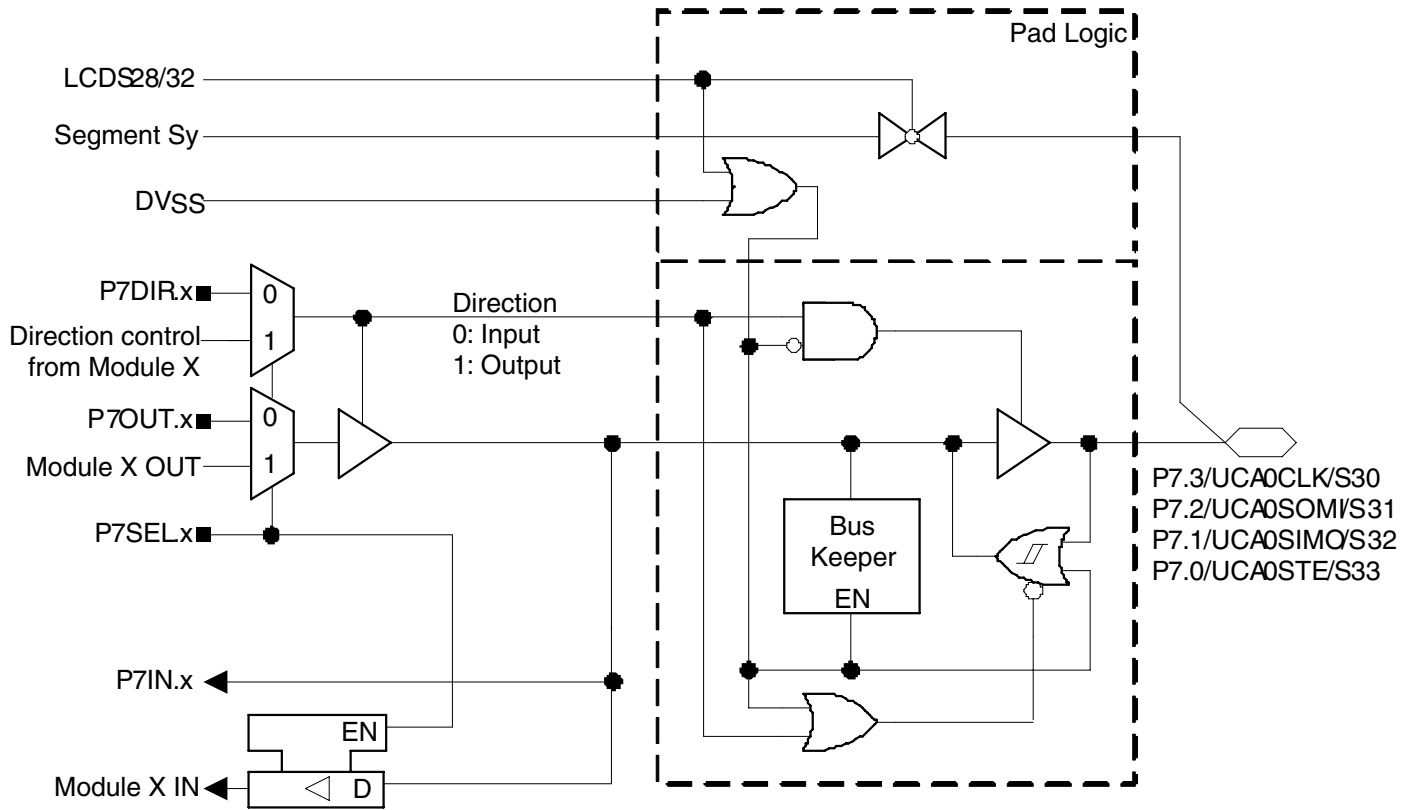 Pad Logic
LCDS28/32
Segment Sy
DVSS
P7DIR.x
0
Direction control
from Module X
1
Direction
0: Input
1: Output
P7OUT.x
0
Module X OUT
1
P7SEL.x
Bus
Keeper
EN
P7.3/UCA0CLK/S30
P7.2/UCA0SOMI/S31
P7.1/UCA0SIMO/S32
P7.0/UCA0STE/S33
P7IN.x
EN
Module X IN
D